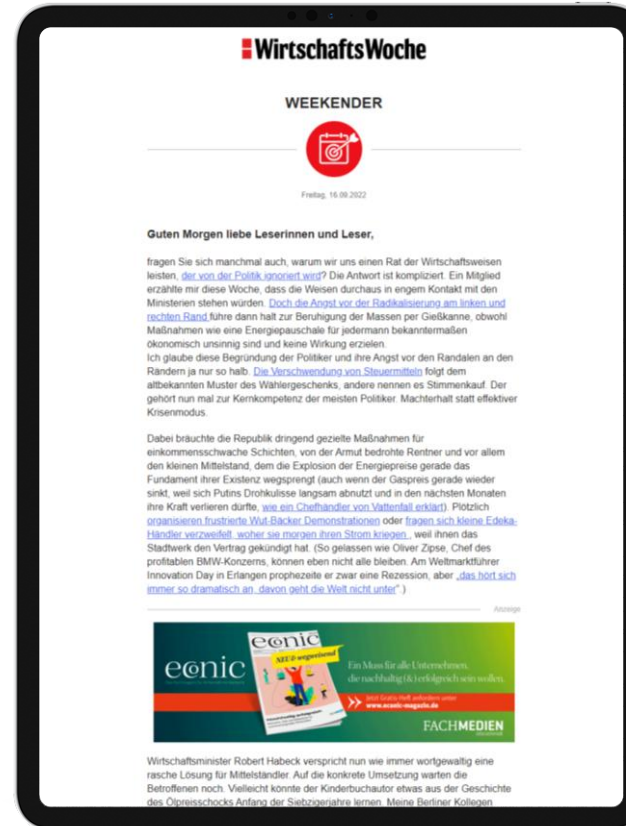 WirtschaftsWoche
WEEKENDER
Freitag, 16.09.2022
Guten Morgen liebe Leserinnen und Leser,
fragen Sie sich manchmal auch, warum wir uns einen Rat der Wirtschaftsweisen
leisten, der von der Politik ignoriert wird? Die Antwort ist kompliziert. Ein Mitglied
erzählte mir diese Woche, dass die Weisen durchaus in engem Kontakt mit den
Ministerien stehen würden. Doch die Angst vor der Radikalisierung am linken und
rechten Rand führe dann halt zur Beruhigung der Massen per Gießkanne, obwohl
Maßnahmen wie eine Energiepauschale für jedermann bekanntermaßen
ökonomisch unsinnig sind und keine Wirkung erzielen.
Ich glaube diese Begründung der Politiker und ihre Angst vor den Randalen an den
Rändern ja nur so halb. Die Verschwendung von Steuermitteln folgt dem
altbekannten Muster des Wählergeschenks, andere nennen es Stimmenkauf. Der
gehört nun mal zur Kernkompetenz der meisten Politiker. Machterhalt statt effektiver
Krisenmodus.
Dabei bräuchte die Republik dringend gezielte Maßnahmen für
einkommensschwache Schichten, von der Armut bedrohte Rentner und vor allem
den kleinen Mittelstand, dem die Explosion der Energiepreise gerade das
Fundament ihrer Existenz wegsprengt (auch wenn der Gaspreis gerade wieder
sinkt, weil sich Putins Drohkulisse langsam abnutzt und in den nächsten Monaten
ihre Kraft verlieren dürfte, wie ein Chefhändler von Vattenfall erklärt). Plötzlich
organisieren frustrierte Wut-Bäcker Demonstrationen oder fragen sich kleine Edeka-
Händler verzweifelt, woher sie morgen ihren Strom kriegen , weil ihnen das
Stadtwerk den Vertrag gekündigt hat. (So gelassen wie Oliver Zipse, Chef des
profitablen BMW-Konzerns, können eben nicht alle bleiben. Am Weltmarktführer
Innovation Day in Erlangen prophezeite er zwar eine Rezession, aber „das hört sich
immer so dramatisch an, davon geht die Welt nicht unter“.)
Anzeige
econic
econic
NEU & wegweisend
Ein Muss für alle Unternehmen,
die nachhaltig (&) erfolgreich sein wollen.
Jetzt Gratis-Heft anfordern unter
www.econic-magazin.de
FACHMEDIEN
Wirtschaftsminister Robert Habeck verspricht nun wie immer wortgewaltig eine
rasche Lösung für Mittelständler. Auf die konkrete Umsetzung warten die
Betroffenen noch. Vielleicht könnte der Kinderbuchautor etwas aus der Geschichte
des Ölpreisschocks Anfang der Siebzigerjahre lernen. Meine Berliner Kollegen